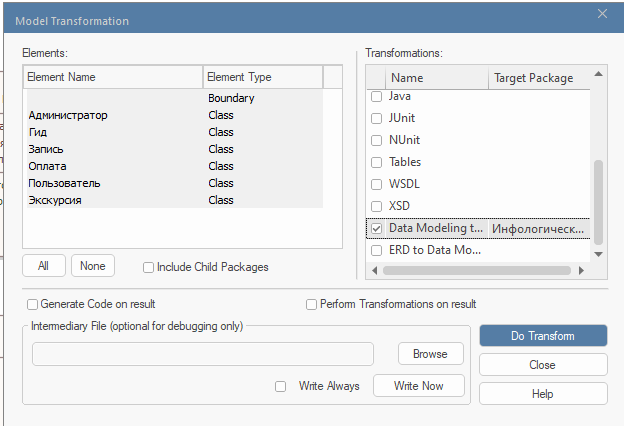 Model Transformation
Elements:
Transformations:
Element Name Element Type
Boundary
Администратор Class
Гид Class
Запись Class
Оплата Class
Пользователь Class
Экскурсия Class
Name Target Package
Java
JUnit
NUnit
Tables
WSDL
XSD
Data Modeling t... Инфологическ...
ERD to Data Mo...
All None Include Child Packages
Generate Code on result Perform Transformations on result
Intermediary File (optional for debugging only)
Browse
Write Always Write Now
Do Transform
Close
Help